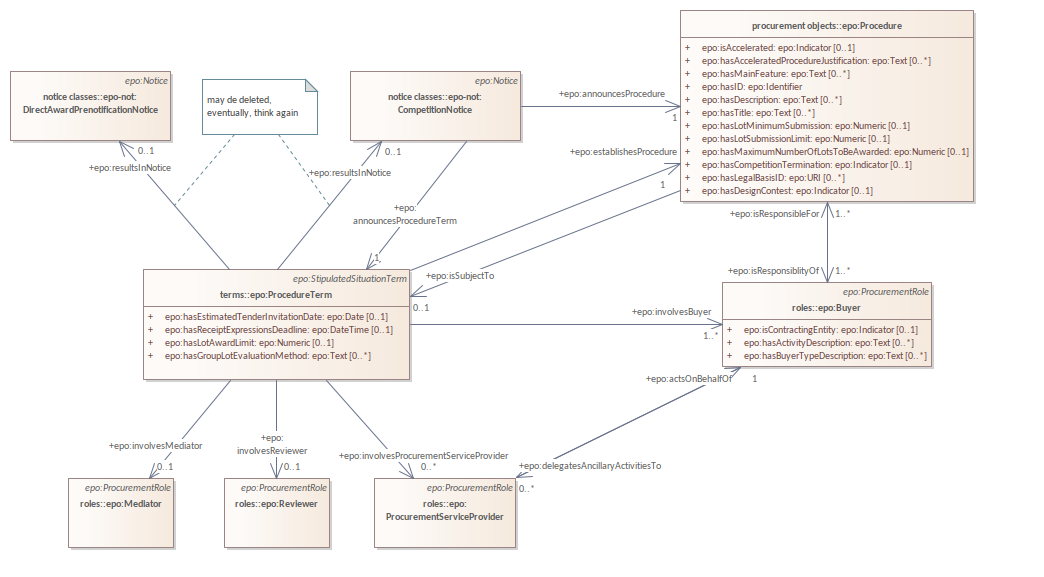 procurement objects::epo:Procedure
+ epo:isAccelerated: epo:Indicator [0..1]
+ epo:hasAcceleratedProcedureJustification: epo:Text [0..*]
+ epo:hasMainFeature: epo:Text [0..*]
+ epo:hasID: epo:Identifier
+ epo:hasDescription: epo:Text [0..*]
+ epo:hasTitle: epo:Text [0..*]
+ epo:hasLotMinimumSubmission: epo:Numeric [0..1]
+ epo:hasLotSubmissionLimit: epo:Numeric [0..1]
+ epo:hasMaximumNumberOfLotsToBeAwarded: epo:Numeric [0..1]
+ epo:hasCompetitionTermination: epo:Indicator [0..1]
+ epo:hasLegalBasisID: epo:URI [0..*]
+ epo:hasDesignContest: epo:Indicator [0..1]
epo:Notice
notice classes::epo-not:
DirectAwardPrenotificationNotice
may de deleted,
eventually, think again
epo:Notice
notice classes::epo-not:
CompetitionNotice
+epo:announcesProcedure
1
0..1
+epo:resultsInNotice
0..1
+epo:resultsInNotice
+epo:establishesProcedure
1
+epo:
announcesProcedureTerm
1
+epo:isResponsibleFor
1..*
+epo:isResponsiblityOf
1..*
+epo:isSubjectTo
0..1
epo:StipulatedSituationTerm
terms::epo:ProcedureTerm
+ epo:hasEstimatedTenderInvitationDate: epo:Date [0..1]
+ epo:hasReceiptExpressionsDeadline: epo:DateTime [0..1]
+ epo:hasLotAwardLimit: epo:Numeric [0..1]
+ epo:hasGroupLotEvaluationMethod: epo:Text [0..*]
+epo:involvesBuyer
1..*
epo:ProcurementRole
roles::epo:Buyer
+ epo:isContractingEntity: epo:Indicator [0..1]
+ epo:hasActivityDescription: epo:Text [0..*]
+ epo:hasBuyerTypeDescription: epo:Text [0..*]
+epo:actsOnBehalfOf
1
+epo:involvesMediator
0..1
+epo:
involvesReviewer
0..1
+epo:involvesProcurementServiceProvider
0..*
+epo:delegatesAncillaryActivitiesTo
0..*
epo:ProcurementRole
roles::epo:Mediator
epo:ProcurementRole
roles::epo:Reviewer
epo:ProcurementRole
roles::epo:
ProcurementServiceProvider